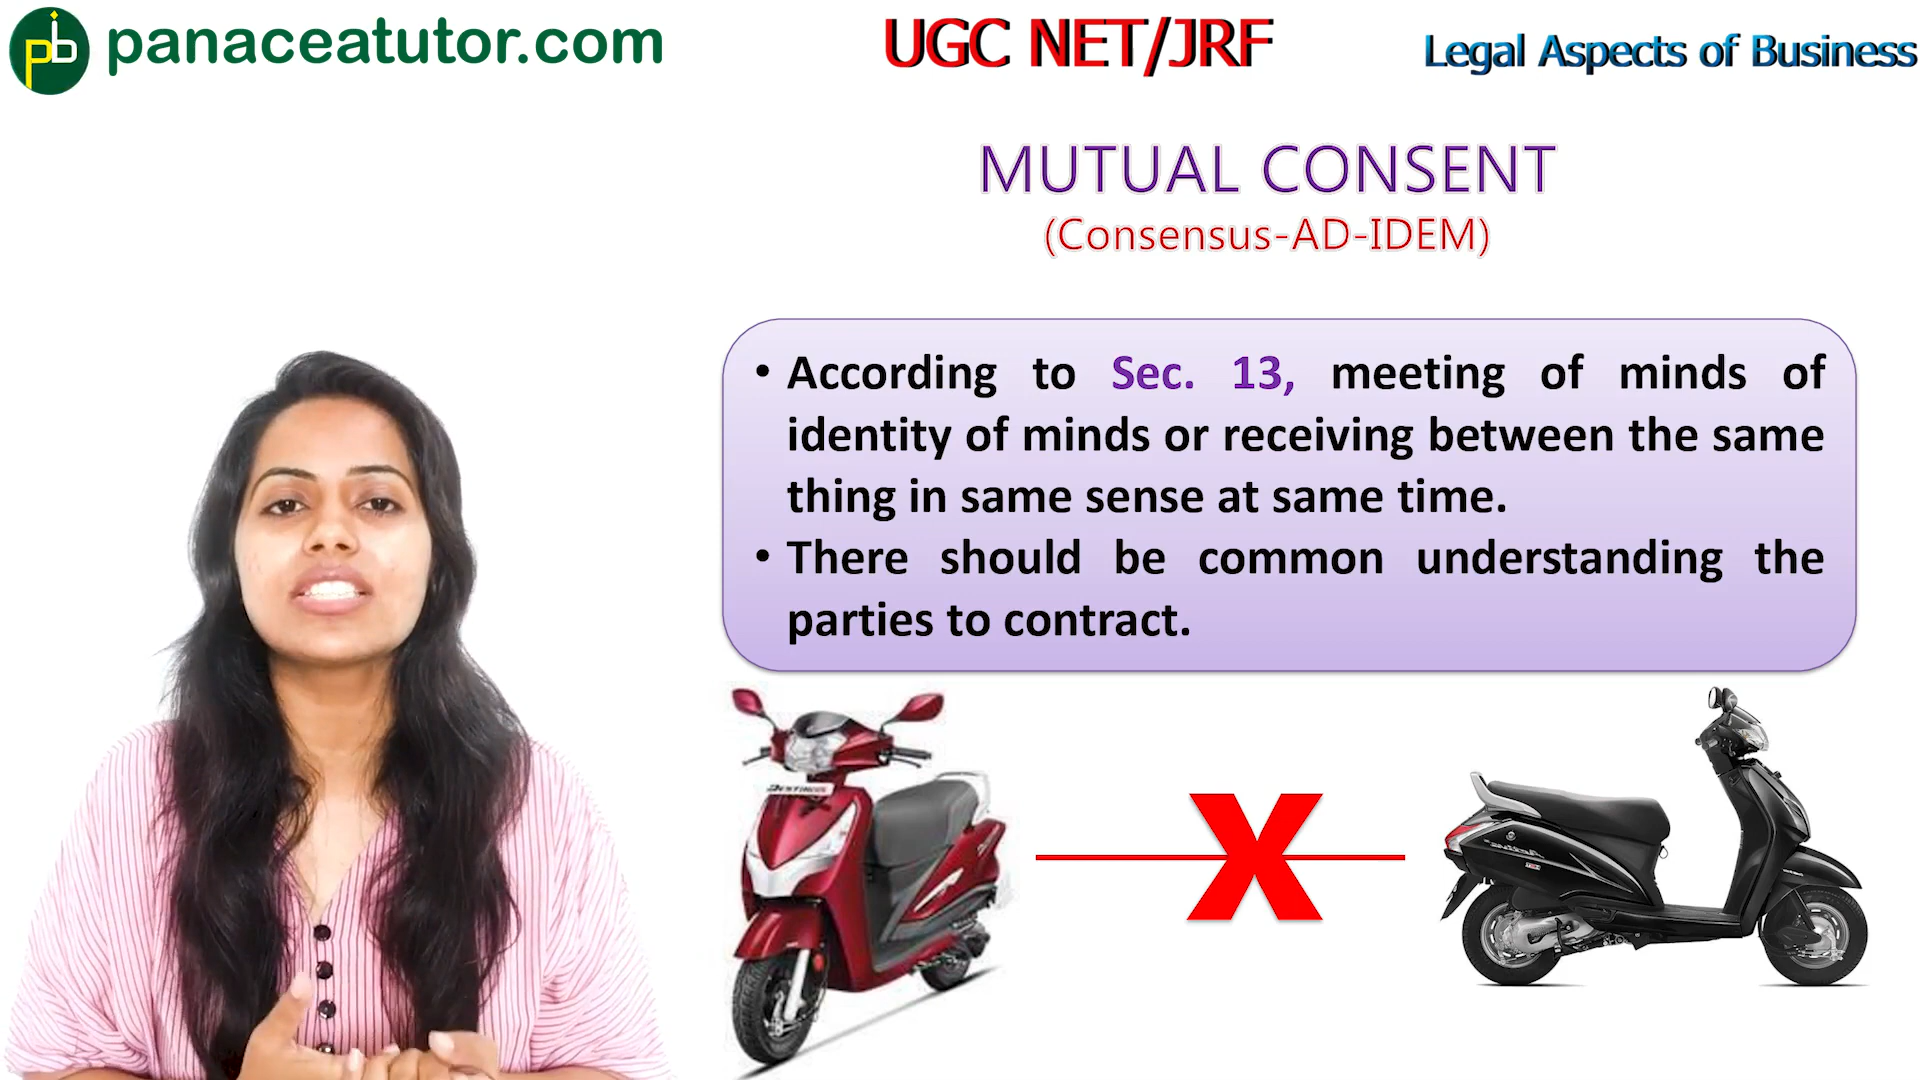 pb panaceatutor.com
UGC NET/JRF
Legal Aspects of Business
MUTUAL CONSENT
(Consensus-AD-IDEM)
• According to Sec. 13, meeting of minds of
identity of minds or receiving between the same
thing in same sense at same time.
• There should be common understanding the
parties to contract.
X